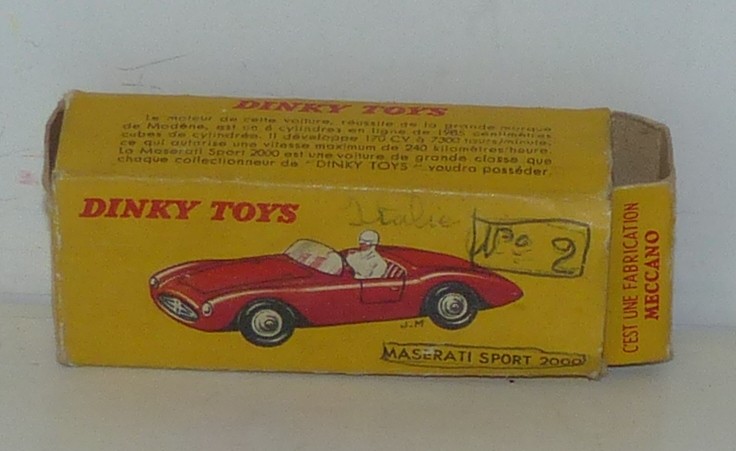 DINKY TOYS
Le moteur de cette voiture, réussite de la grande marque
de Modène, est un 6 cylindres en ligne de 1985 centimètres
cubes de cylindrée. Il développe 170 CV à 7300 tours/minute,
ce qui autorise une vitesse maximum de 240 kilomètres/heure.
La Maserati Sport 2000 est une voiture de grande classe que
chaque collectionneur de "DINKY TOYS" voudra posséder.
DINKY TOYS
Italie
N° 2
J.M
MASERATI SPORT 2000
C'EST UNE FABRICATION
MECCANO